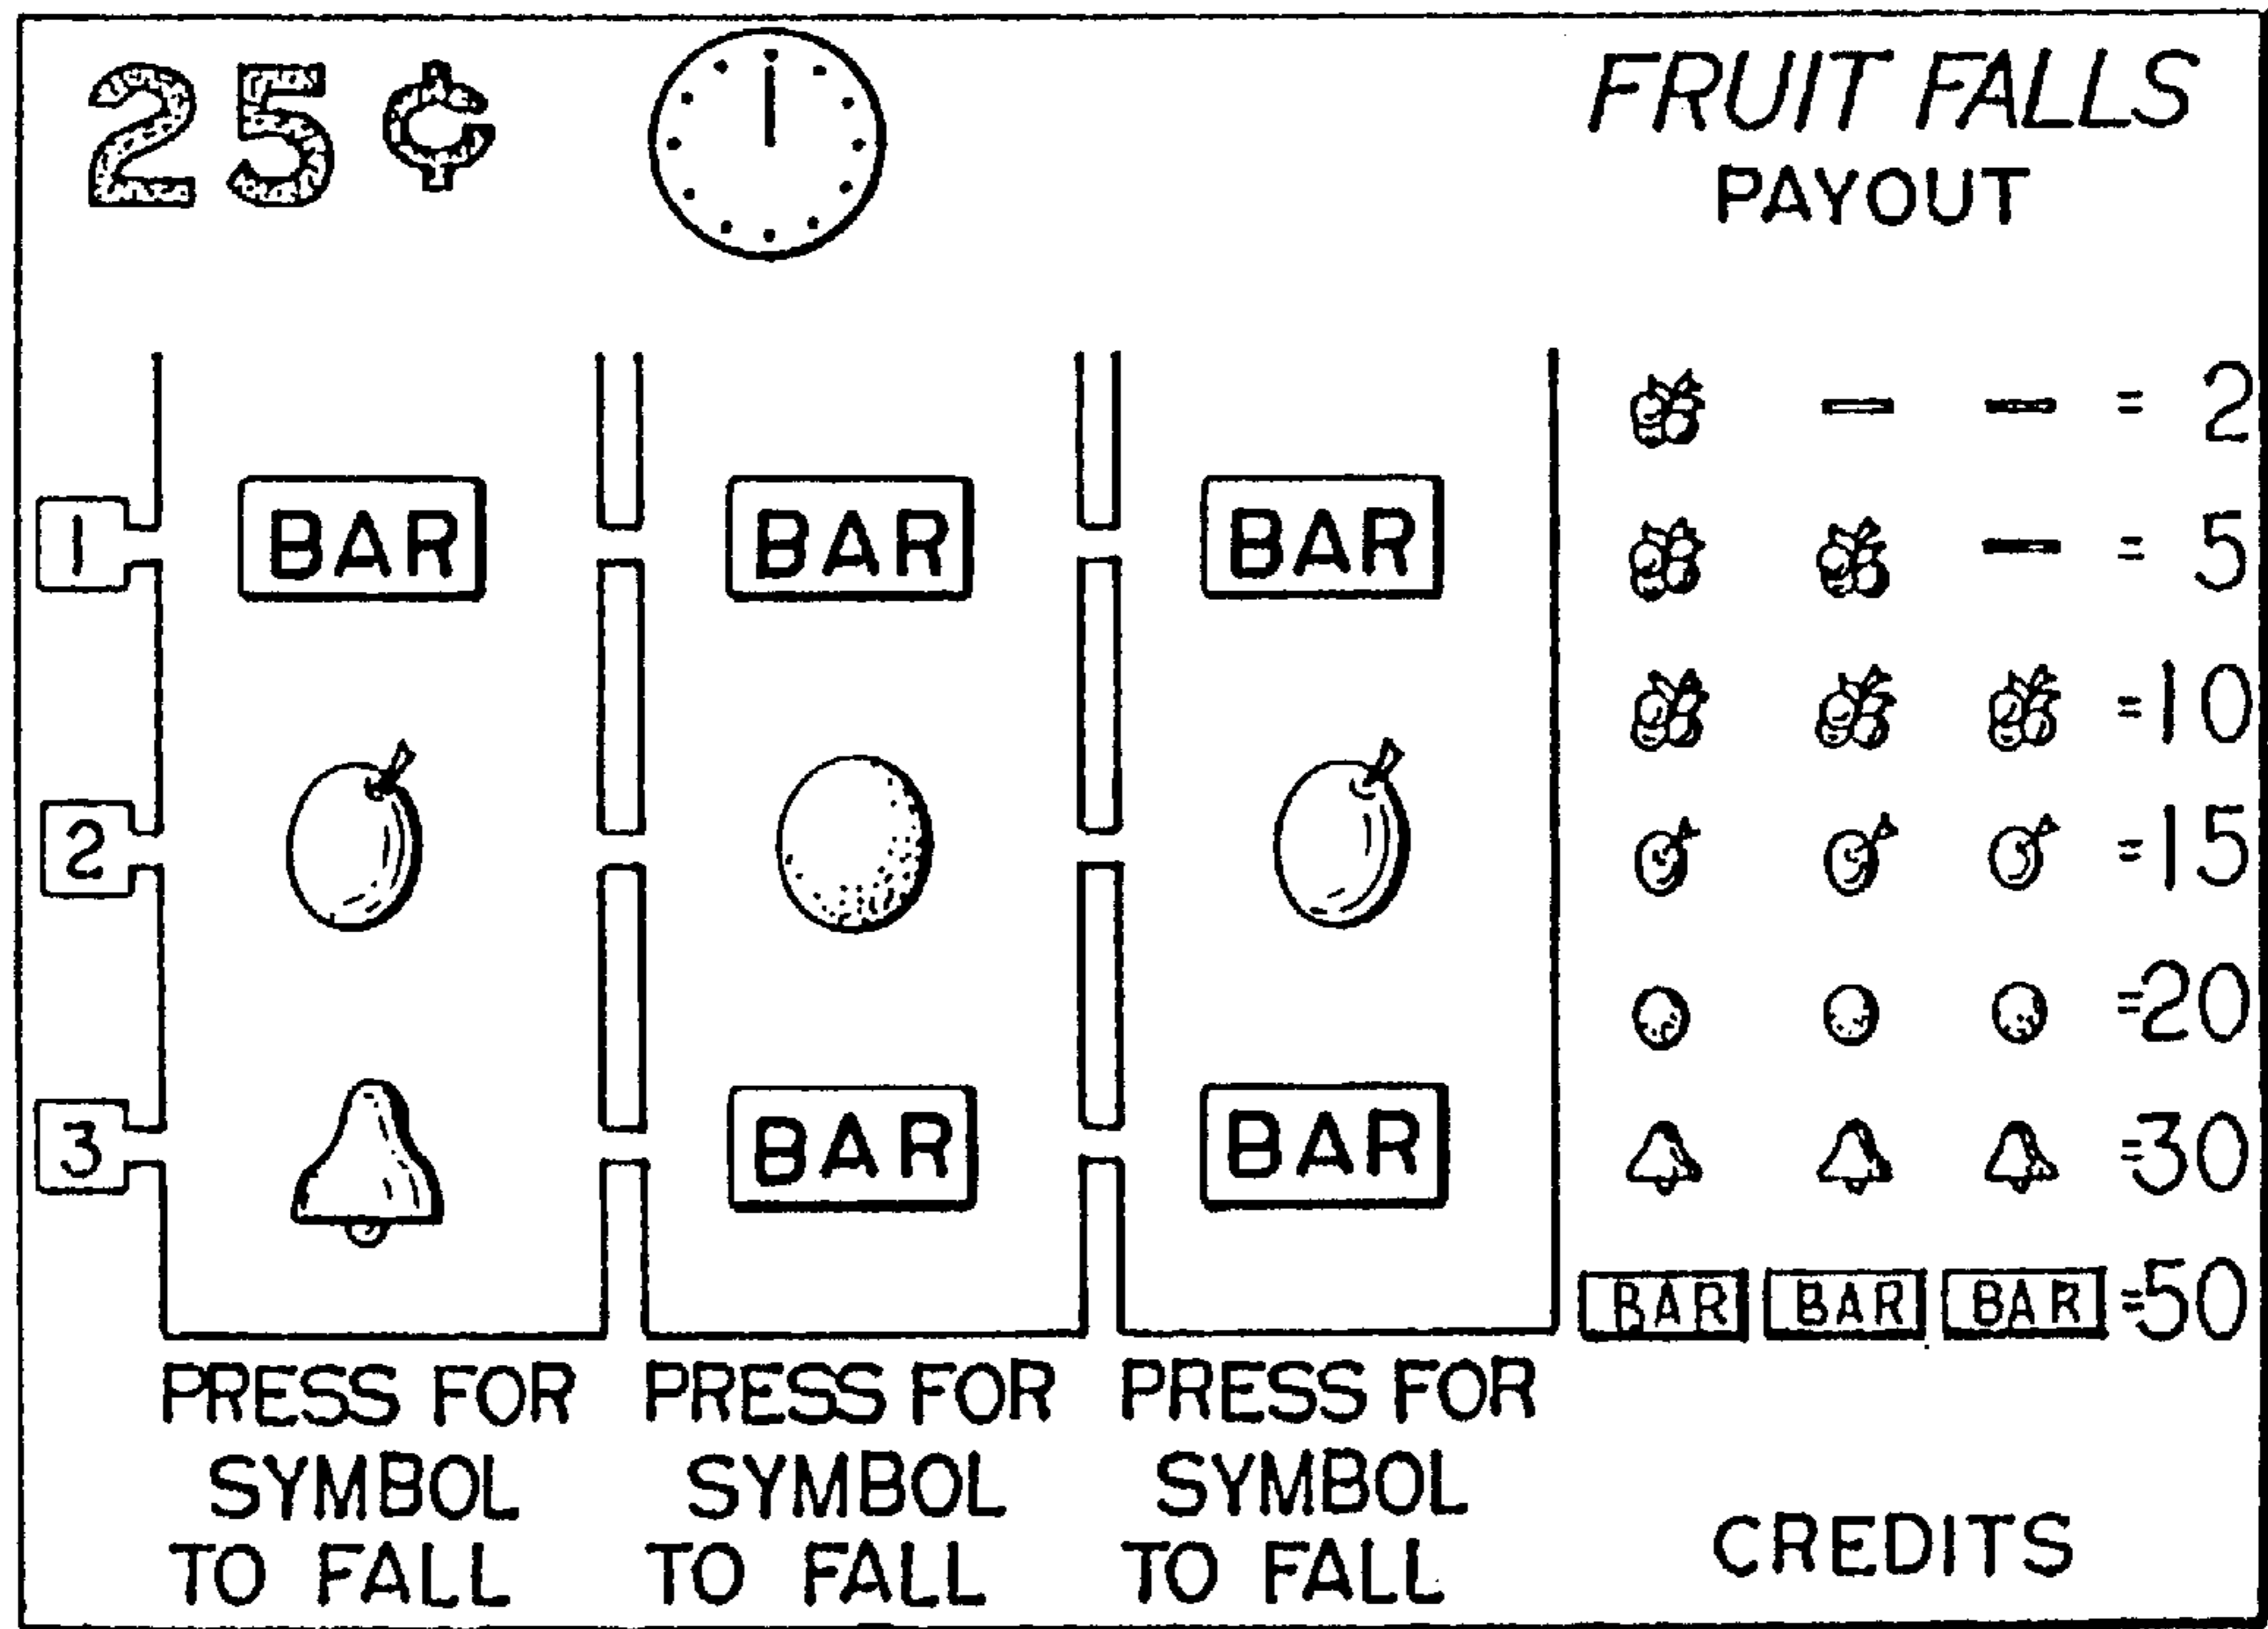 25¢
FRUIT FALLS
PAYOUT
1 BAR BAR BAR
2
3 BAR BAR
= 2
= 5
= 10
= 15
= 20
= 30
BAR BAR BAR = 50
PRESS FOR PRESS FOR PRESS FOR
SYMBOL SYMBOL SYMBOL
TO FALL TO FALL TO FALL
CREDITS